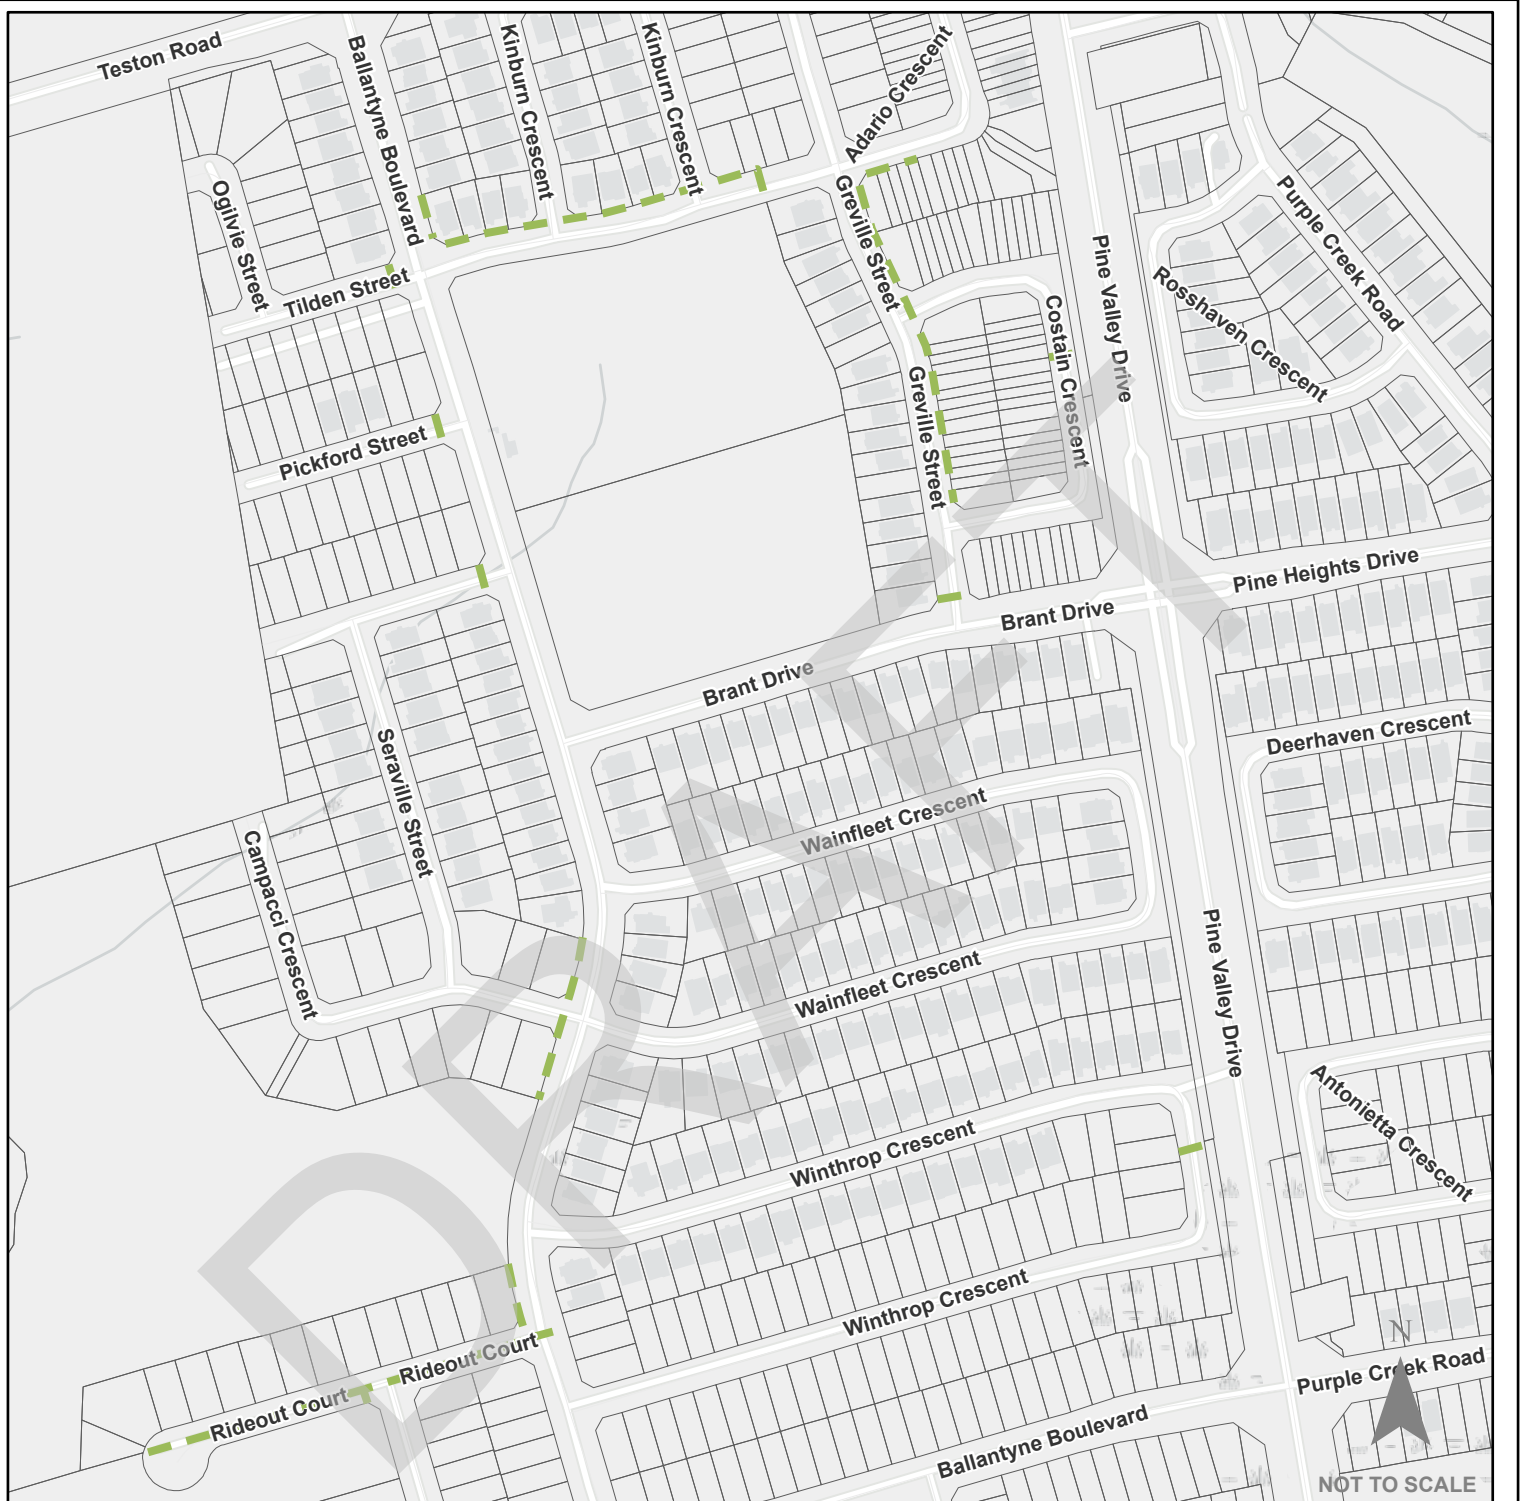 Teston Road
Ballantyne Boulevard
Kinburn Crescent
Kinburn Crescent
Adario Crescent
Ogilvie Street
Tilden Street
Greville Street
Pine Valley Drive
Purple Creek Road
Rosshaven Crescent
Costain Crescent
Greville Street
Pickford Street
Pine Heights Drive
Brant Drive
Brant Drive
Deerhaven Crescent
Seraville Street
Wainfleet Crescent
Campacci Crescent
Wainfleet Crescent
Pine Valley Drive
Antonietta Crescent
Winthrop Crescent
Winthrop Crescent
Rideout Court
Rideout Court
Purple Creek Road
Ballantyne Boulevard
N
NOT TO SCALE
DRAFT